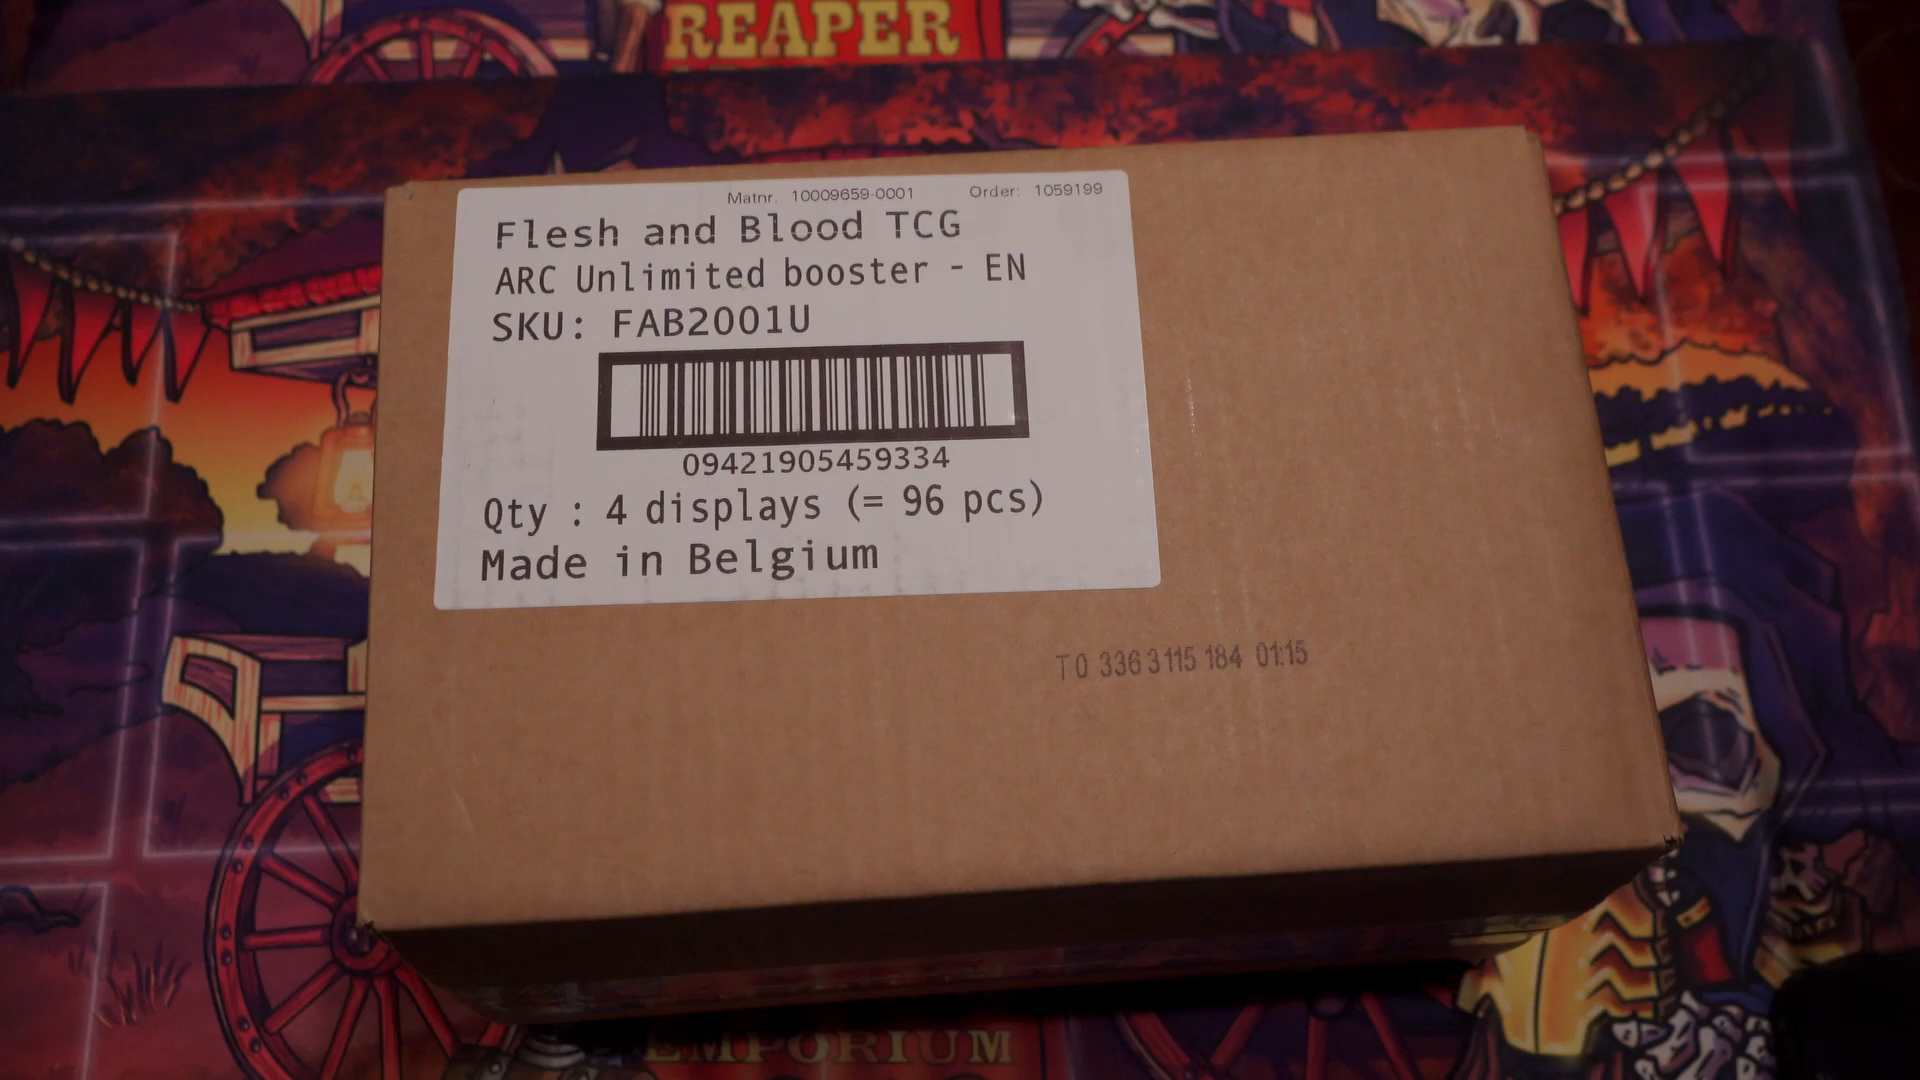 REAPER
Matnr. 10009659-0001 Order: 1059199
Flesh and Blood TCG
ARC Unlimited booster - EN
SKU: FAB2001U
09421905459334
Qty : 4 displays (= 96 pcs)
Made in Belgium
T0 336 3115 184 01:15
EMPORIUM